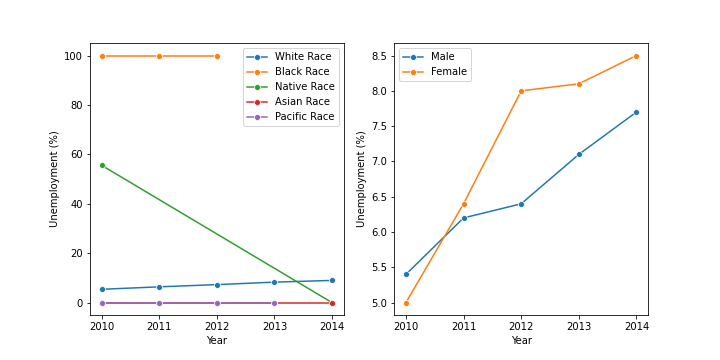 100
80
60
40
20
0
Unemployment (%)
2010 2011 2012 2013 2014
Year
White Race
Black Race
Native Race
Asian Race
Pacific Race
8.5
8.0
7.5
7.0
6.5
6.0
5.5
5.0
Unemployment (%)
2010 2011 2012 2013 2014
Year
Male
Female